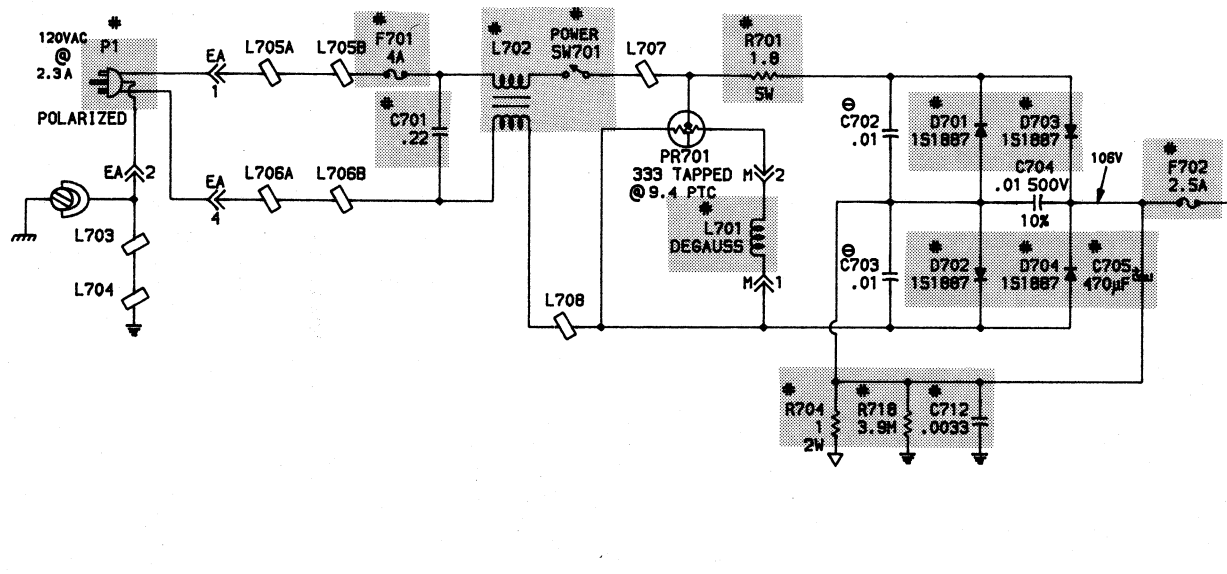 120VAC
@
2.3A
*
P1
POLARIZED
EA
1
L705A
L705B
*
F701
4A
*
L702
*
POWER
SW701
L707
*
R701
1.8
5W
*
C701
.22
EA
2
EA
4
L706A
L706B
L703
L704
PR701
333 TAPPED
@ 9.4 PTC
M
2
*
L701
DEGAUSS
M
1
L708
⊖
C702
.01
*
D701
1S1887
*
D703
1S1887
C704
.01 500V
10%
106V
*
F702
2.5A
⊖
C703
.01
*
D702
1S1887
*
D704
1S1887
*
C705
470µF
+
*
R704
1
2W
*
R718
3.9M
*
C712
.0033